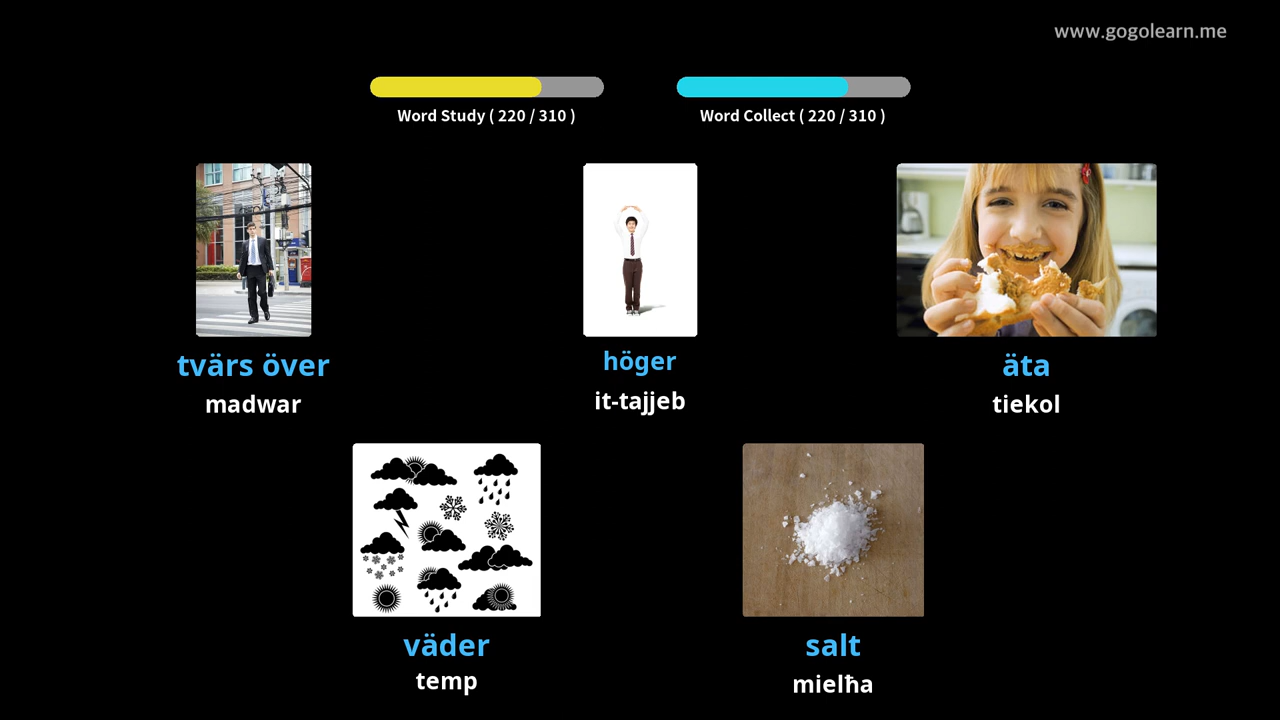 www.gogolearn.me
Word Study ( 220 / 310 )
Word Collect ( 220 / 310 )
tvärs över
madwar
höger
it-tajjeb
äta
tiekol
väder
temp
salt
mielħa